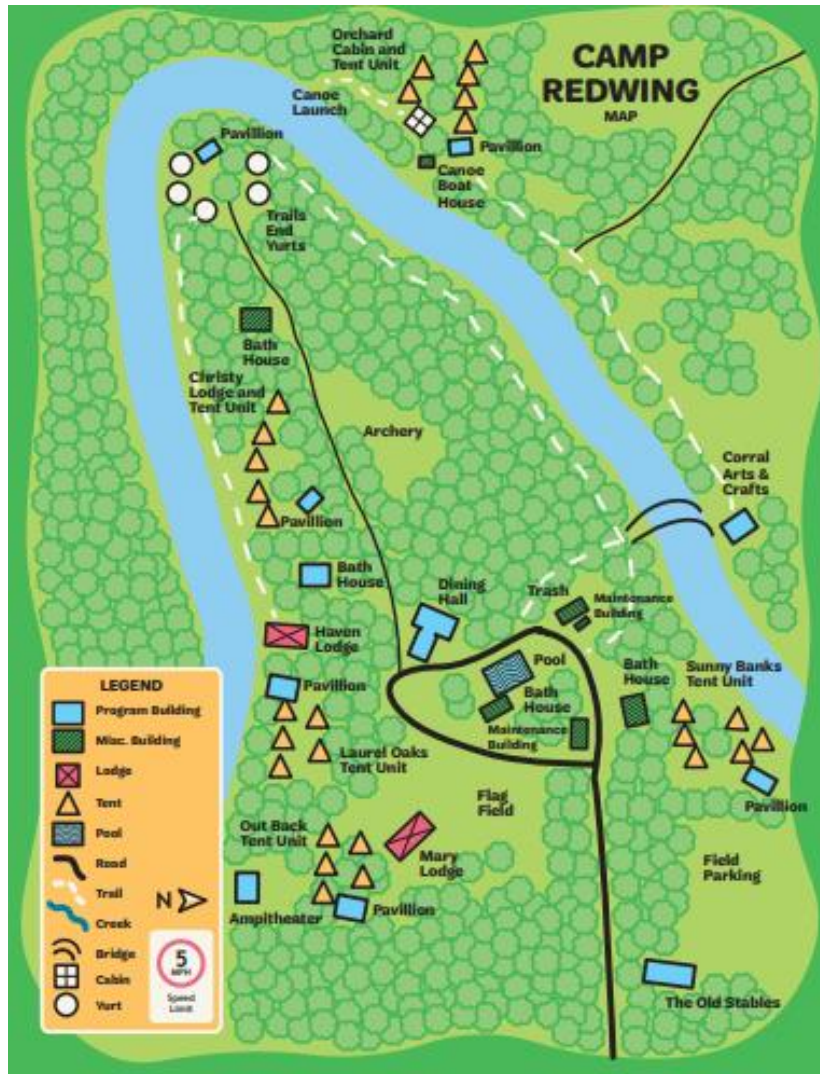 CAMP
REDWING
MAP
Orchard
Cabin and
Tent Unit
Canoe
Launch
Pavillion
Pavillion
Canoe
Boat
House
Trails
End
Yurts
Bath
House
Christy
Lodge and
Tent Unit
Archery
Corral
Arts &
Crafts
Pavillion
Bath
House
Dining
Hall
Trash
Maintenance
Building
Haven
Lodge
Pool
Bath
House
Sunny Banks
Tent Unit
Pavillion
Bath
House
Maintenance
Building
Laurel Oaks
Tent Unit
Pavillion
Flag
Field
Out Back
Tent Unit
Mary
Lodge
Field
Parking
Ampitheater
Pavillion
The Old Stables
LEGEND
Program Building
Misc. Building
Lodge
Tent
Pool
Road
Trail
Creek
Bridge
Cabin
Yurt
N
5
MPH
Speed
Limit